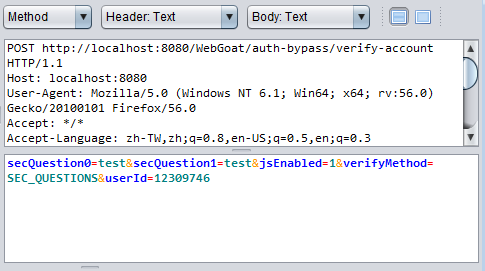 Method Header: Text Body: Text
POST http://localhost:8080/WebGoat/auth-bypass/verify-account
HTTP/1.1
Host: localhost:8080
User-Agent: Mozilla/5.0 (Windows NT 6.1; Win64; x64; rv:56.0)
Gecko/20100101 Firefox/56.0
Accept: */*
Accept-Language: zh-TW,zh;q=0.8,en-US;q=0.5,en;q=0.3
secQuestion0=test&secQuestion1=test&jsEnabled=1&verifyMethod=
SEC_QUESTIONS&userId=12309746